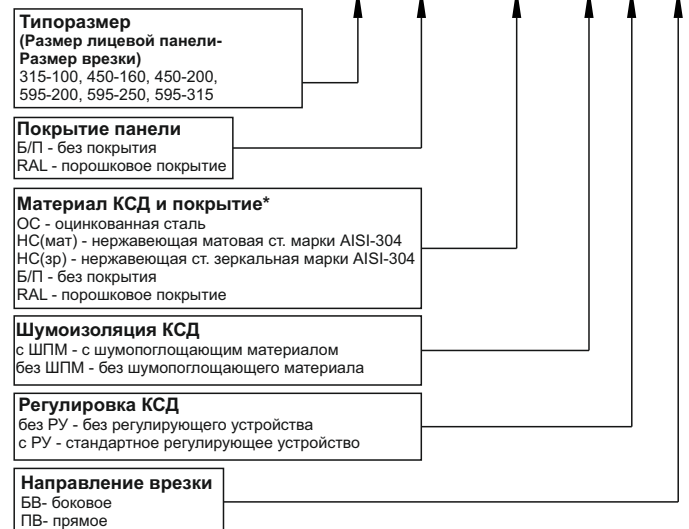 Типоразмер
(Размер лицевой панели-
Размер врезки)
315-100, 450-160, 450-200,
595-200, 595-250, 595-315
Покрытие панели
Б/П - без покрытия
RAL - порошковое покрытие
Материал КСД и покрытие*
ОС - оцинкованная сталь
НС(мат) - нержавеющая матовая ст. марки AISI-304
НС(зр) - нержавеющая ст. зеркальная марки AISI-304
Б/П - без покрытия
RAL - порошковое покрытие
Шумоизоляция КСД
с ШПМ - с шумопоглощающим материалом
без ШПМ - без шумопоглощающего материала
Регулировка КСД
без РУ - без регулирующего устройства
с РУ - стандартное регулирующее устройство
Направление врезки
БВ- боковое
ПВ- прямое